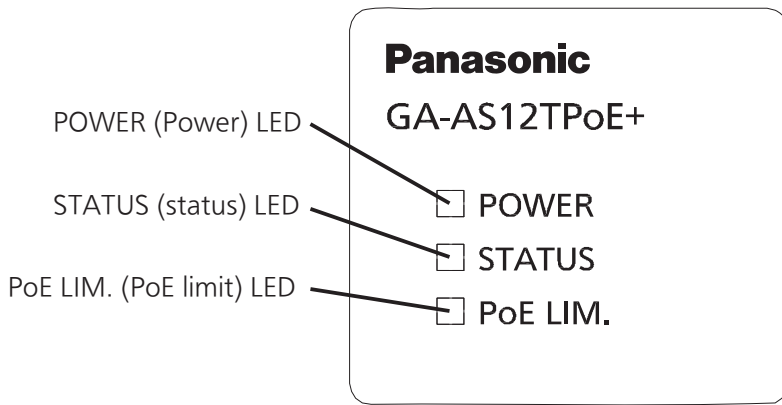 Panasonic
GA-AS12TPoE+
POWER (Power) LED
POWER
STATUS (status) LED
STATUS
PoE LIM. (PoE limit) LED
PoE LIM.